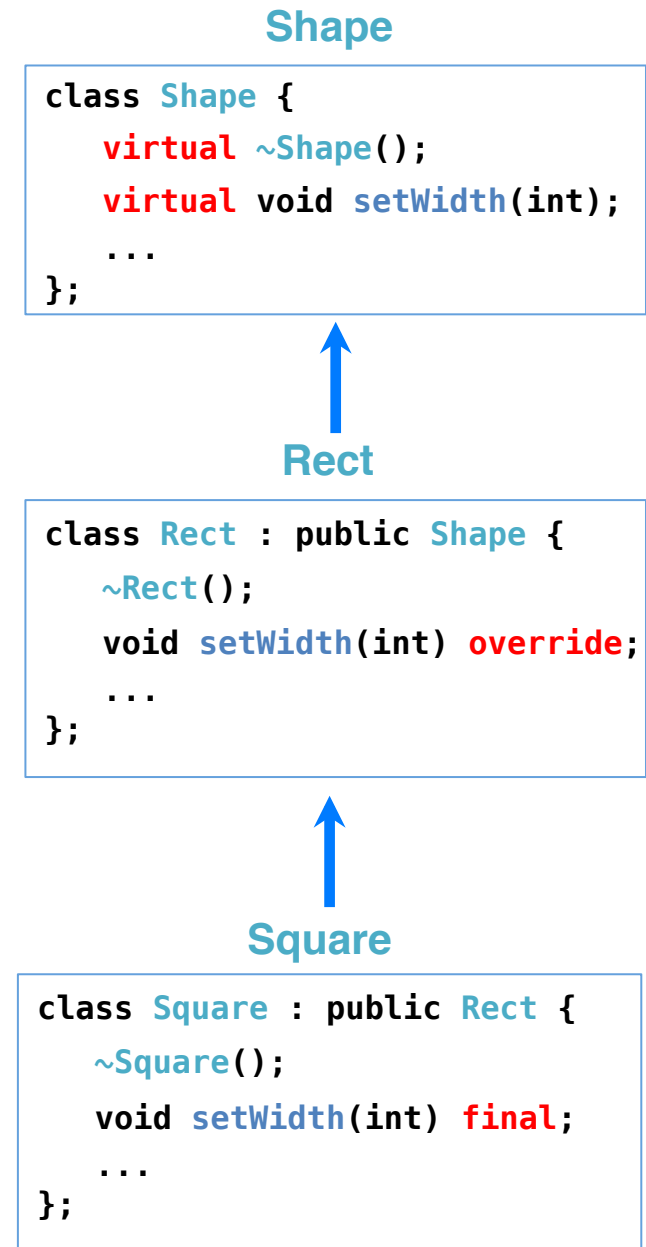 Shape
class Shape {
virtual ~Shape();
virtual void setWidth(int);
...
};
Rect
class Rect : public Shape {
~Rect();
void setWidth(int) override;
...
};
Square
class Square : public Rect {
~Square();
void setWidth(int) final;
...
};